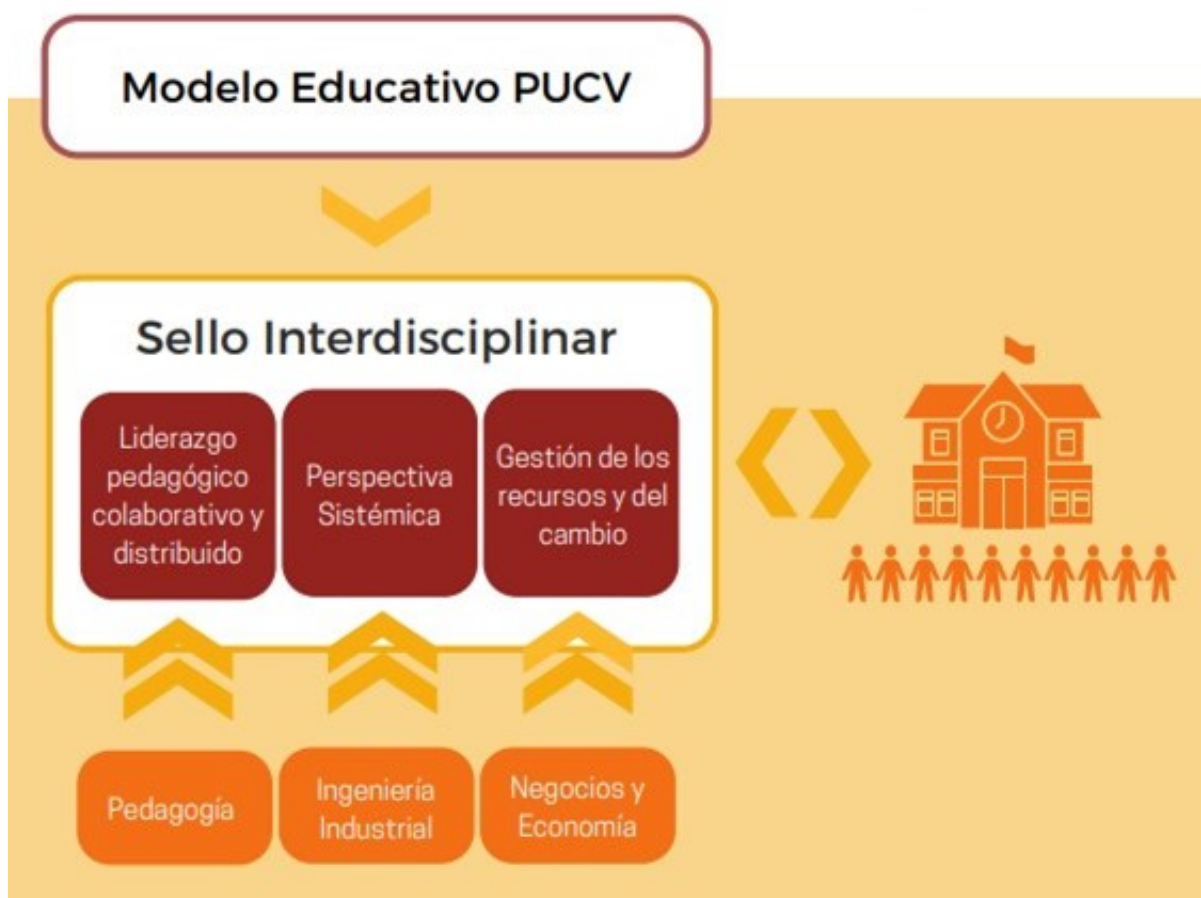 Modelo Educativo PUCV
Sello Interdisciplinar
Liderazgo
pedagógico
colaborativo y
distribuido
Perspectiva
Sistémica
Gestión de los
recursos y del
cambio
Pedagogía
Ingeniería
Industrial
Negocios y
Economía